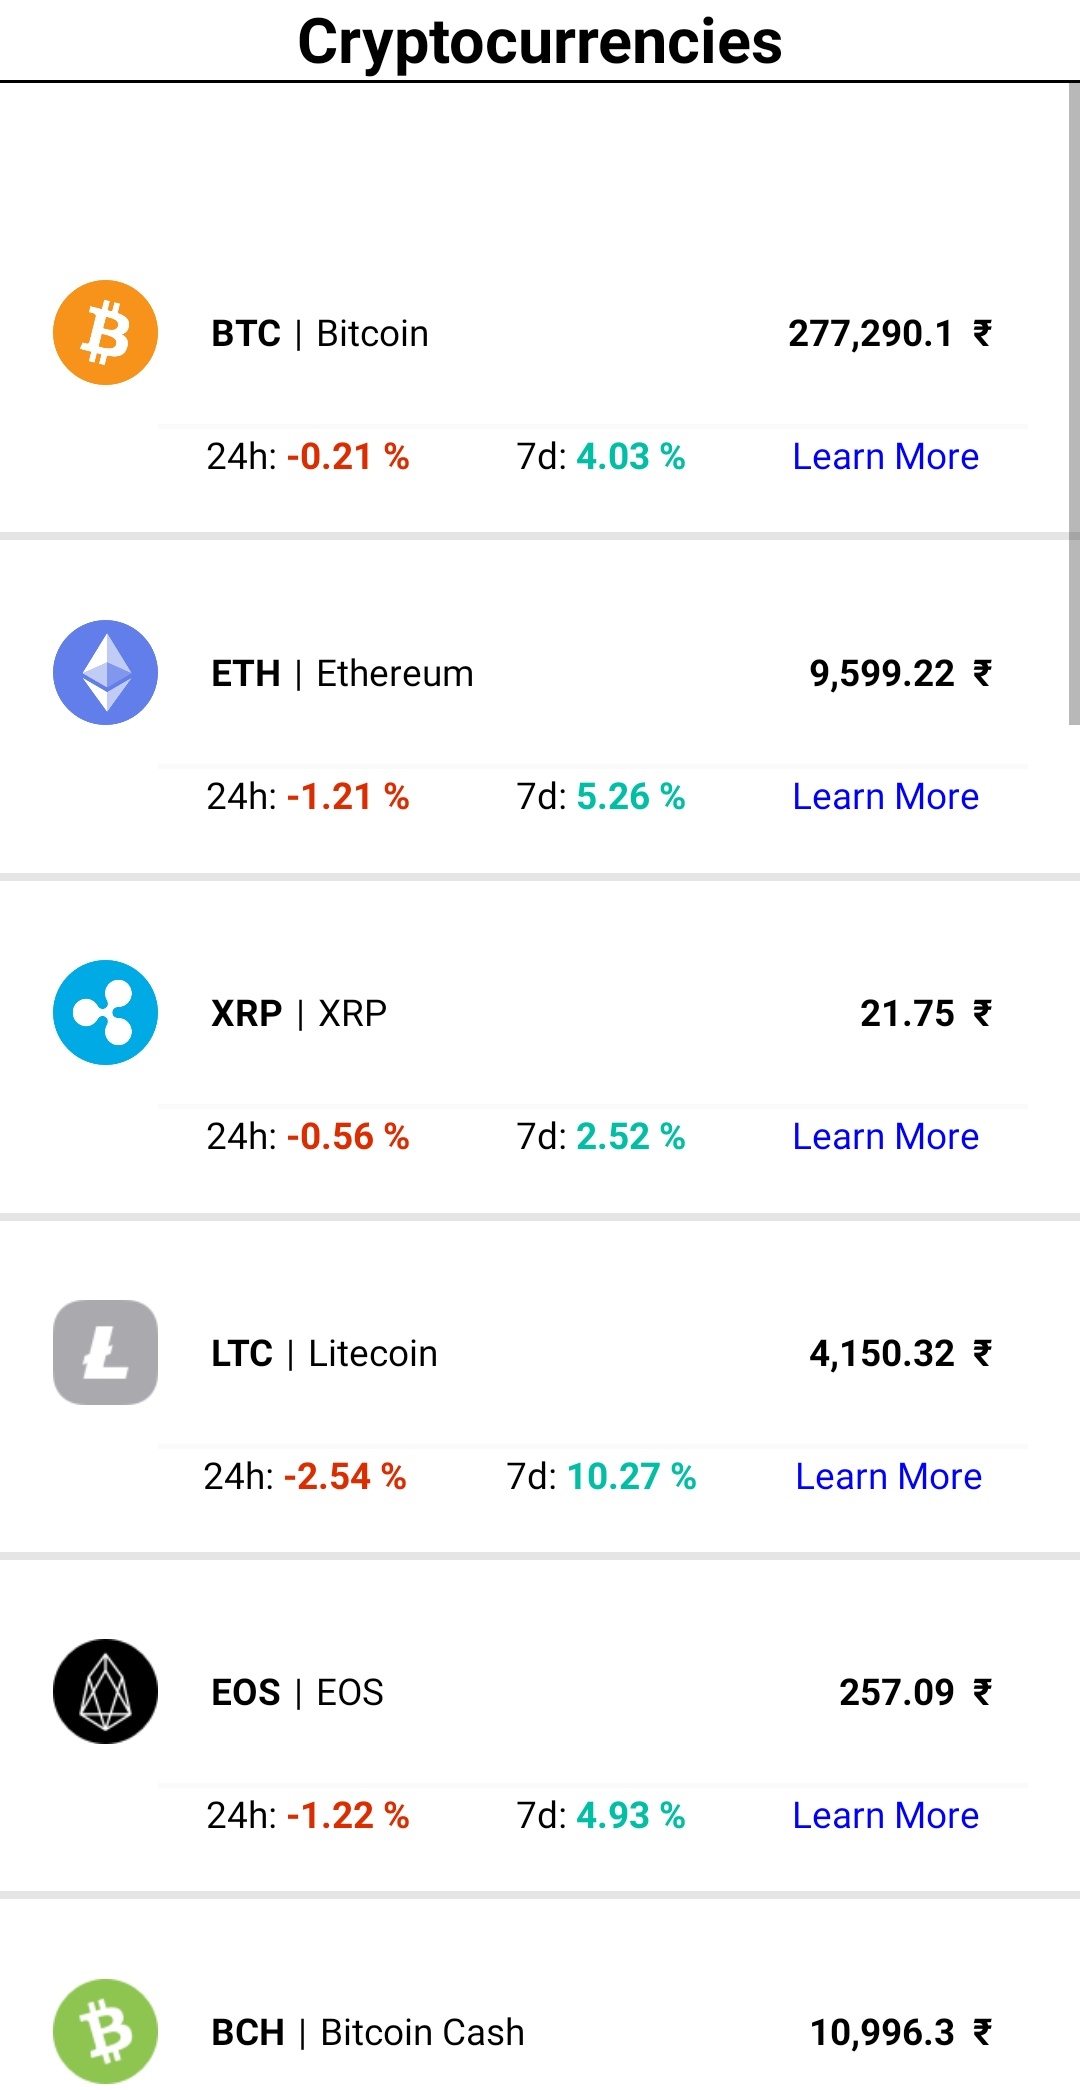 Cryptocurrencies
BTC | Bitcoin 277,290.1 ₹
24h: -0.21 % 7d: 4.03 % Learn More
ETH | Ethereum 9,599.22 ₹
24h: -1.21 % 7d: 5.26 % Learn More
XRP | XRP 21.75 ₹
24h: -0.56 % 7d: 2.52 % Learn More
LTC | Litecoin 4,150.32 ₹
24h: -2.54 % 7d: 10.27 % Learn More
EOS | EOS 257.09 ₹
24h: -1.22 % 7d: 4.93 % Learn More
BCH | Bitcoin Cash 10,996.3 ₹